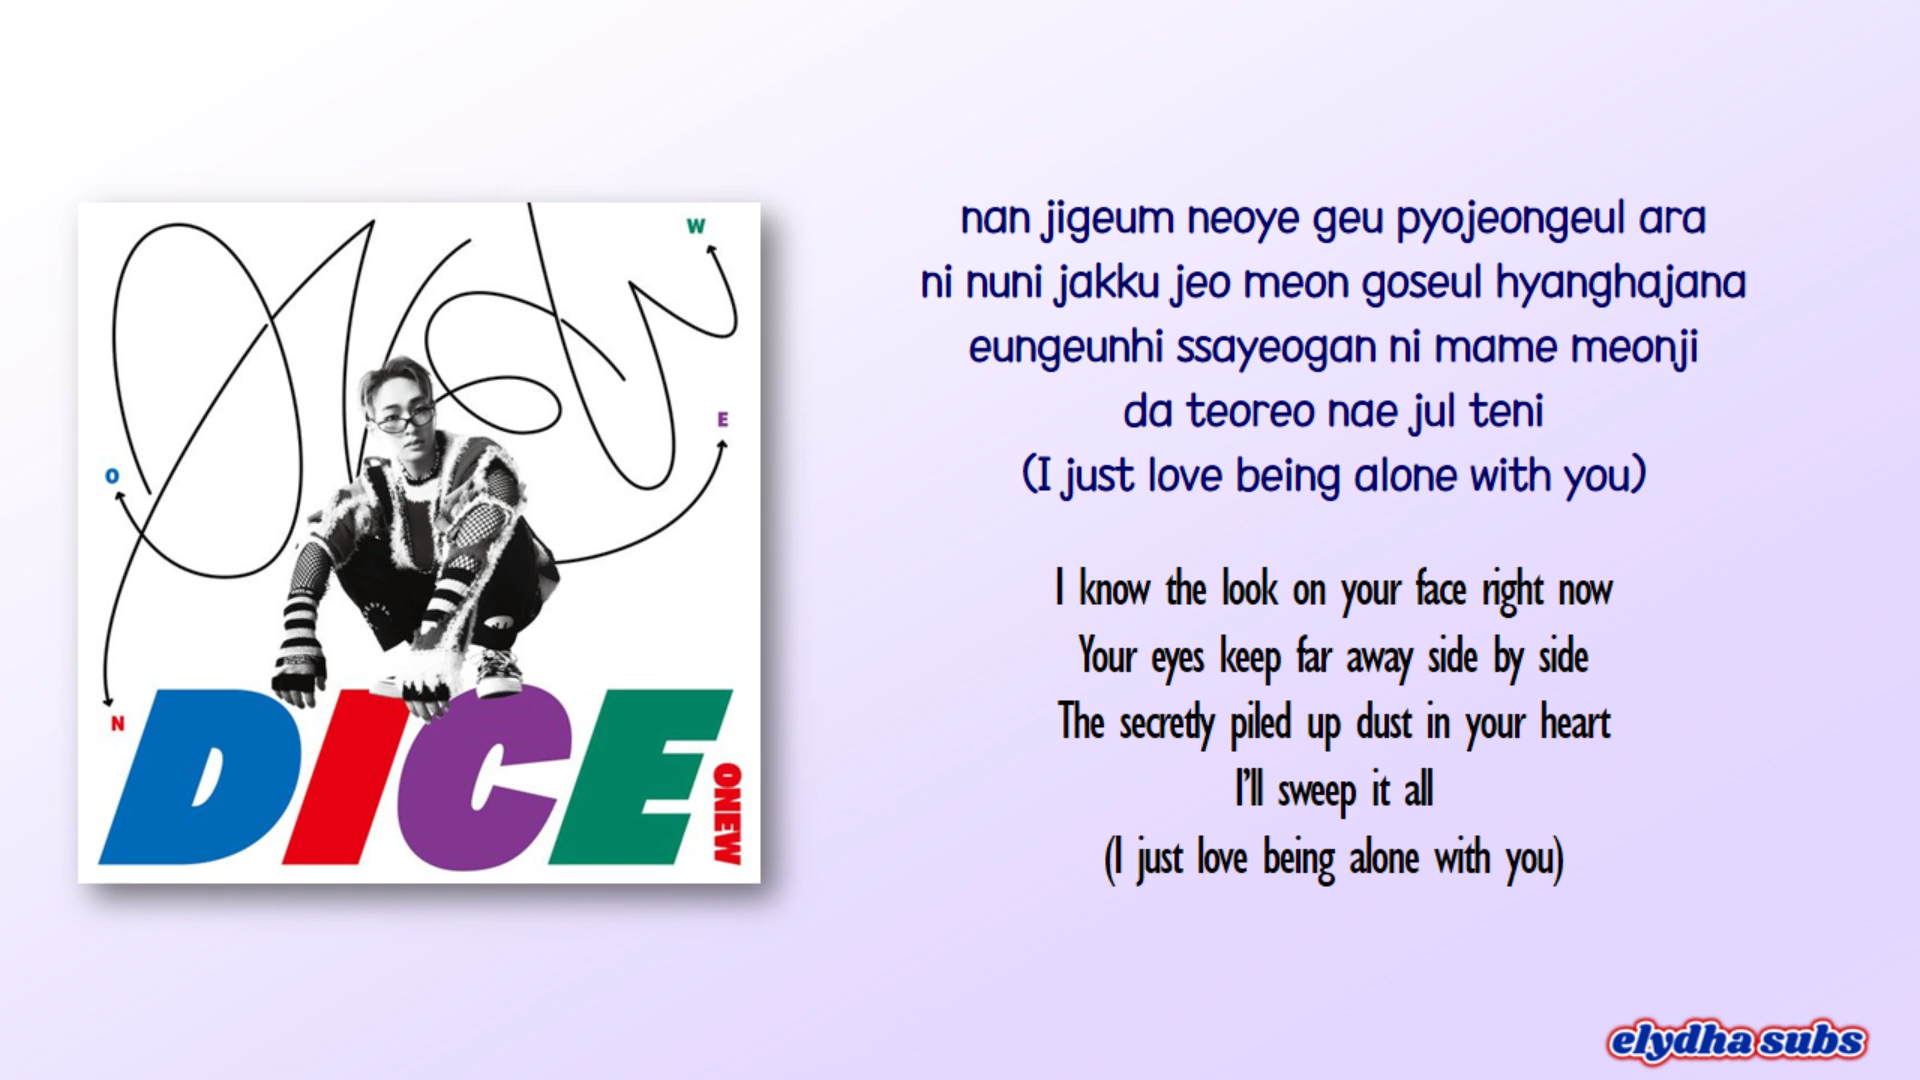 W
E
O
N
DICE
ONEW
nan jigeum neoye geu pyojeongeul ara
ni nuni jakku jeo meon goseul hyanghajana
eungeunhi ssayeogan ni mame meonji
da teoreo nae jul teni
(I just love being alone with you)
I know the look on your face right now
Your eyes keep far away side by side
The secretly piled up dust in your heart
I'll sweep it all
(I just love being alone with you)
elydha subs